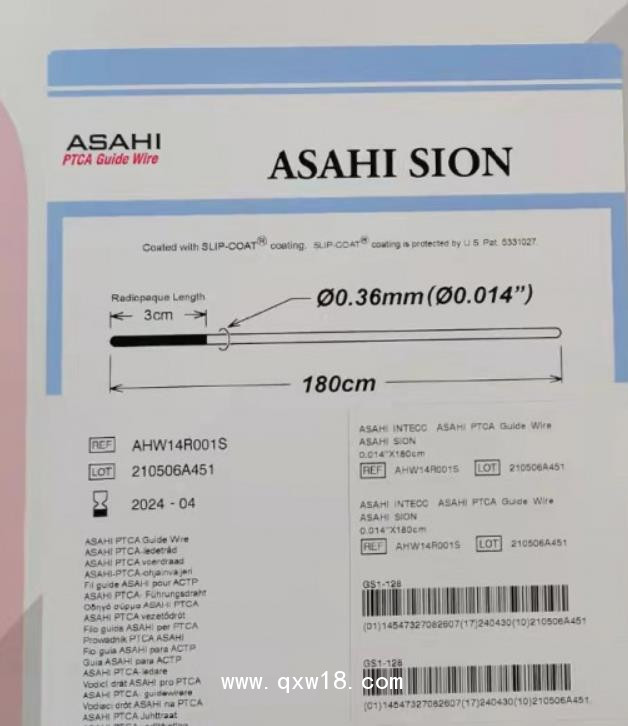 ASAHI
PTCA Guide Wire
ASAHI SION
Coated with SLIP-COAT® coating. SLIP-COAT® coating is protected by U.S. Pat. 5331027.
Radiopaque Length
3cm
Ø0.36mm(Ø0.014”)
180cm
REF AHW14R001S
LOT 210506A451
2024 - 04
ASAHI INTECC ASAHI PTCA Guide Wire
ASAHI SION
0.014"X180cm
REF AHW14R001S LOT 210506A451
ASAHI INTECC ASAHI PTCA Guide Wire
ASAHI SION
0.014"X180cm
REF AHW14R001S LOT 210506A451
ASAHI PTCA Guide Wire
ASAHI PTCA-ledetråd
ASAHI PTCA voerdraad
ASAHI-PTCA-ohjainvaijeri
Fil guide ASAHI pour ACTP
ASAHI PTCA- Führungsdraht
Οδηγό σύρμα ASAHI PTCA
ASAHI PTCA vezetődrót
Filo guida ASAHI per PTCA
Prowadnik PTCA ASAHI
Fio guia ASAHI para ACTP
Guía ASAHI para ACTP
ASAHI PTCA-ledare
Vodicí drát ASAHI pro PTCA
ASAHI PTCA- guidewire
Vodiaci drôt ASAHI na PTCA
ASAHI PTCA Juhttraat
GS1-128
(01)14547327082607(17)240430(10)210506A451
GS1-128
(01)14547327082607(17)240430(10)210506A451
www.qxw18.com